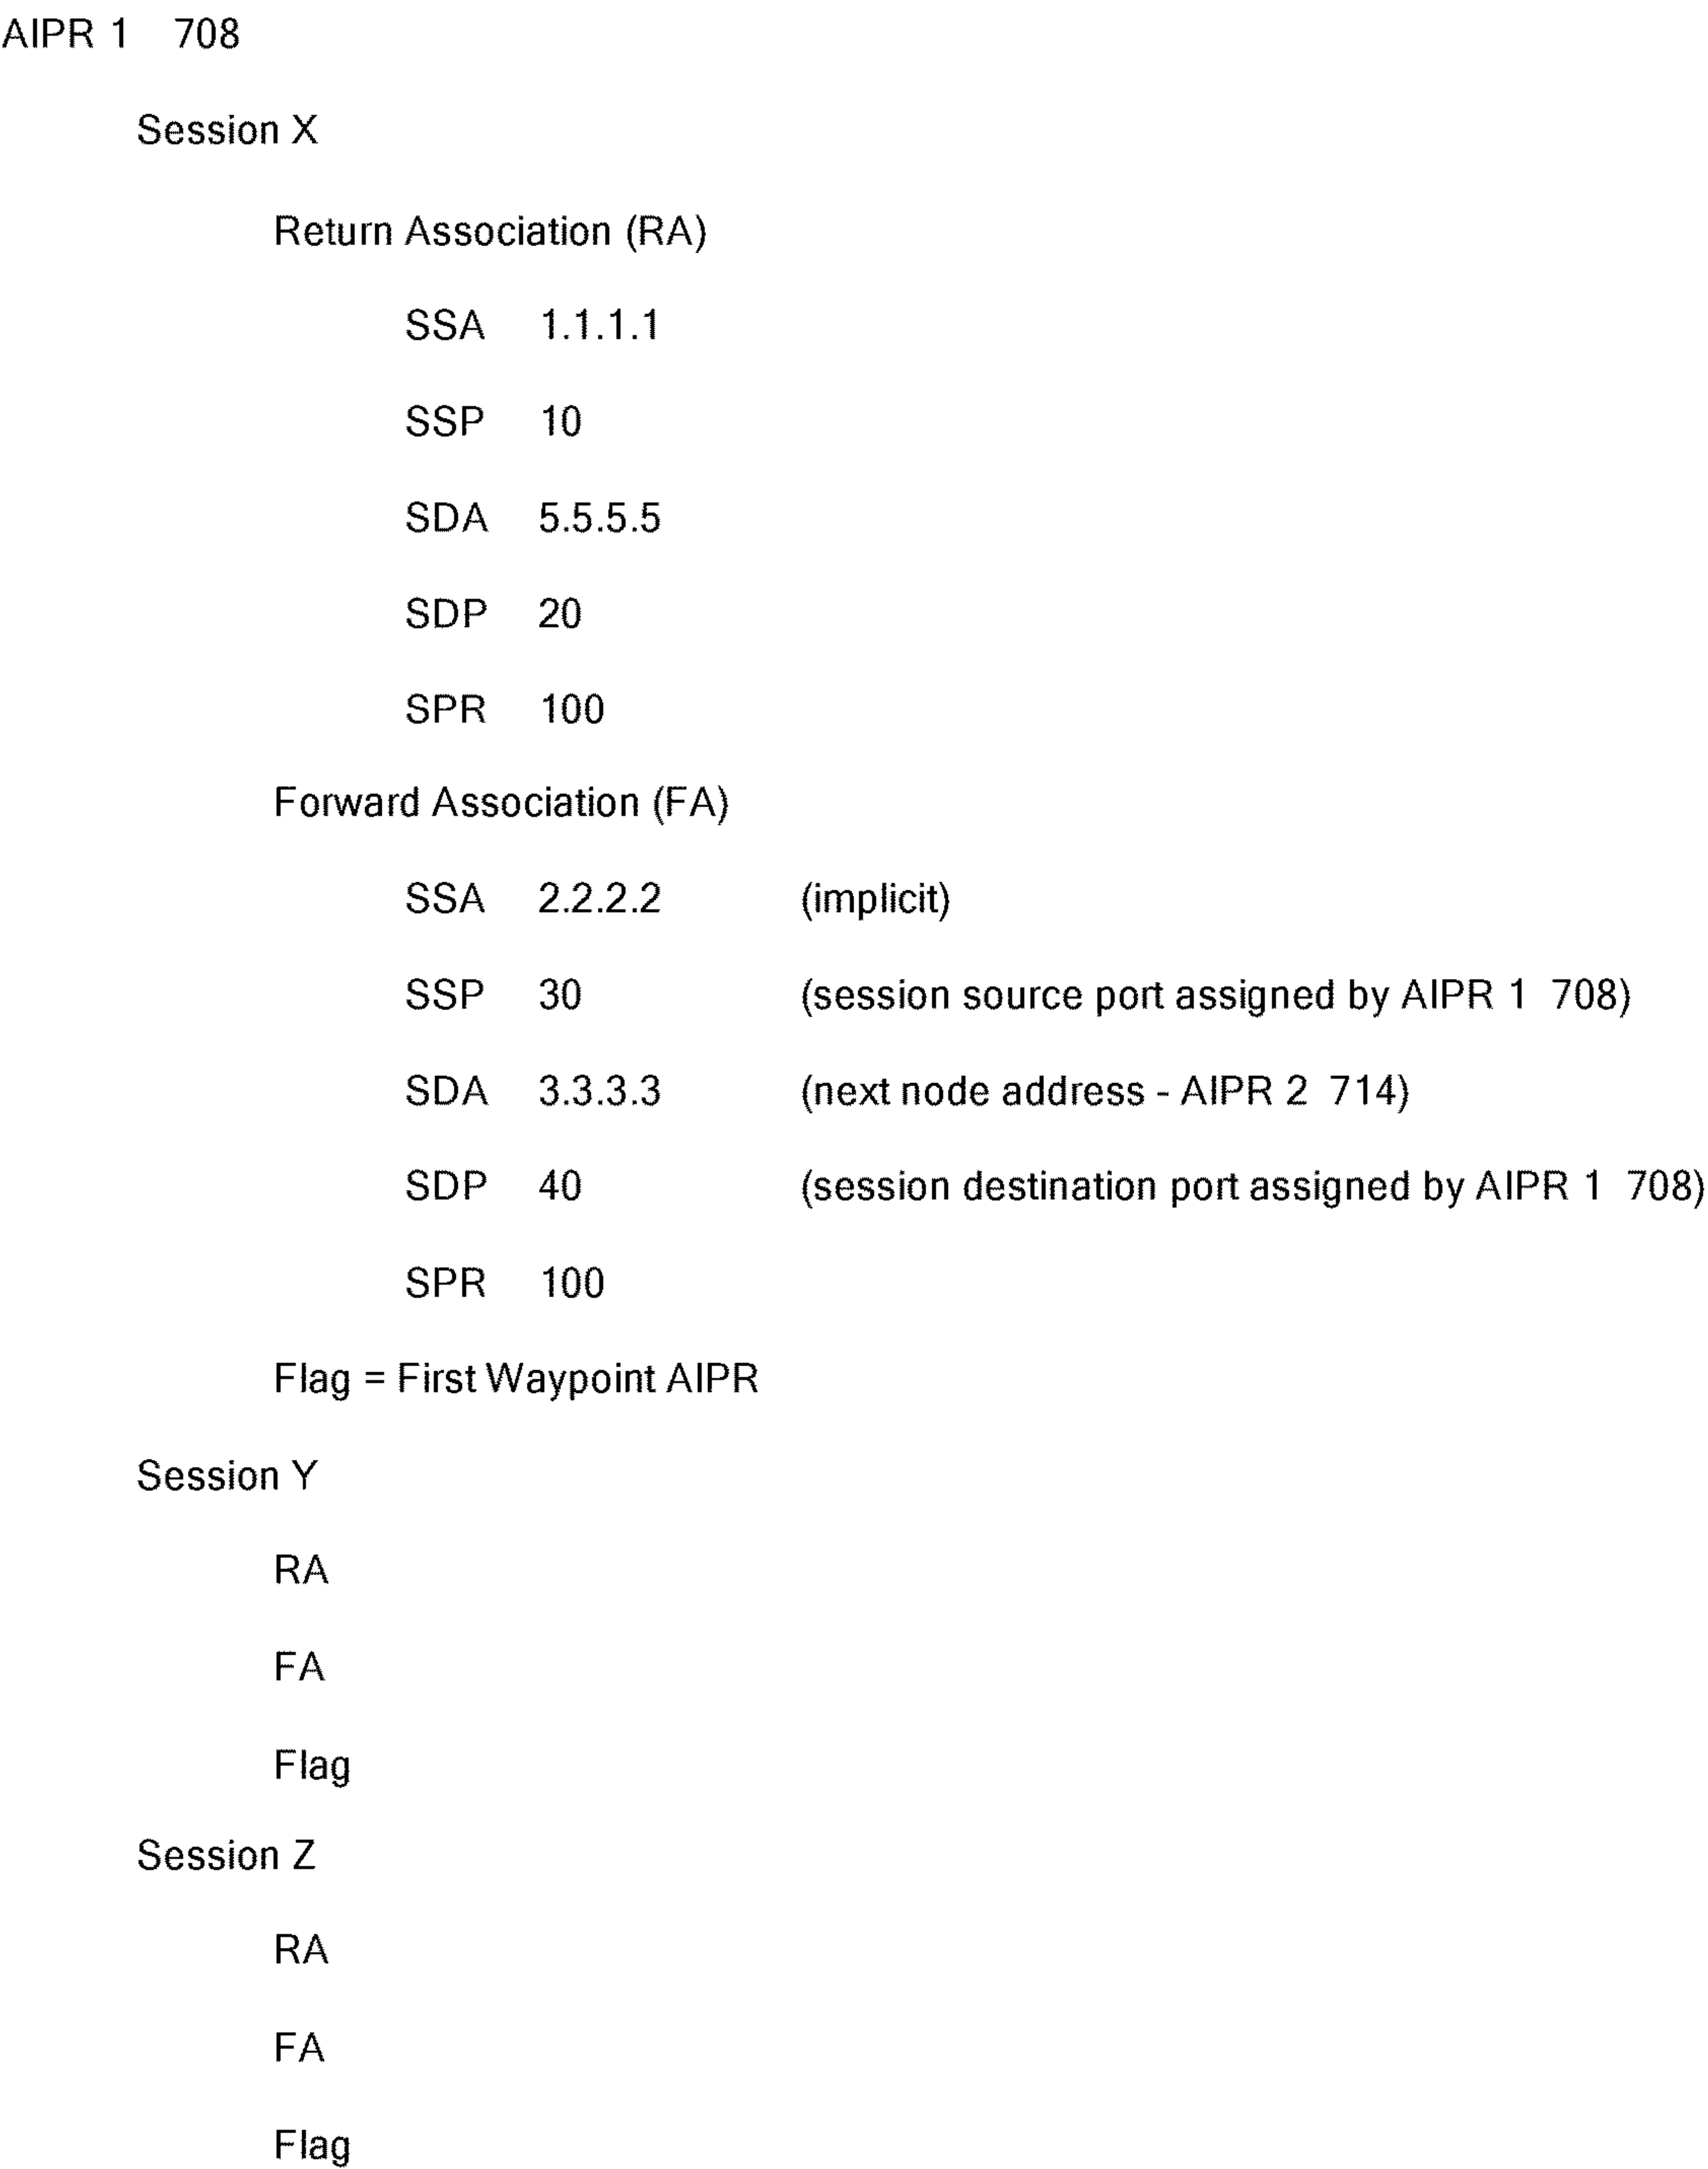 AIPR 1 708
Session X
Return Association (RA)
SSA 1.1.1.1
SSP 10
SDA 5.5.5.5
SDP 20
SPR 100
Forward Association (FA)
SSA 2.2.2.2 (implicit)
SSP 30 (session source port assigned by AIPR 1 708)
SDA 3.3.3.3 (next node address - AIPR 2 714)
SDP 40 (session destination port assigned by AIPR 1 708)
SPR 100
Flag = First Waypoint AIPR
Session Y
RA
FA
Flag
Session Z
RA
FA
Flag